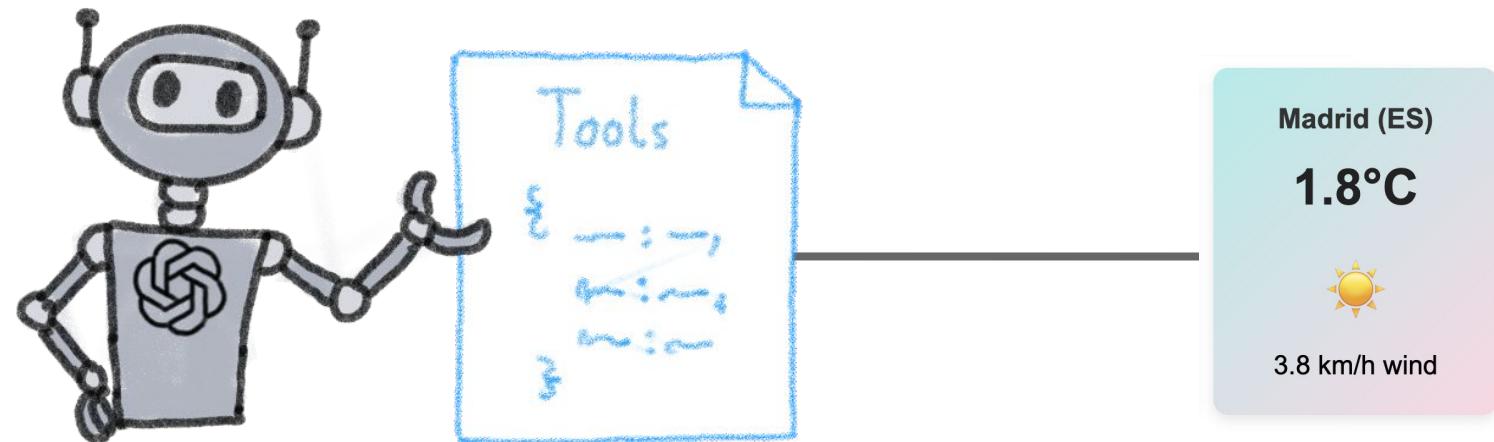 Tools
{
— : —,
— : —,
— : —
}
Madrid (ES)
1.8°C
3.8 km/h wind